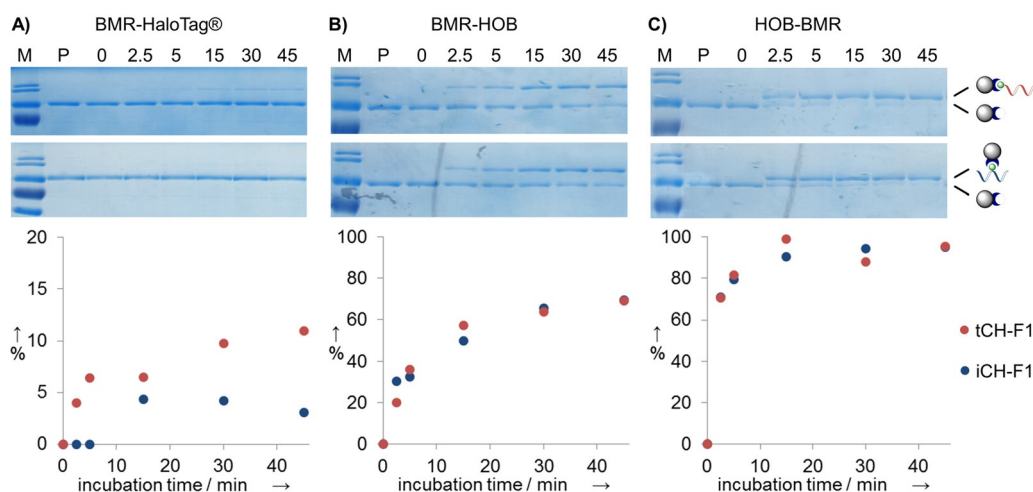 A) BMR-HaloTag®
M P 0 2.5 5 15 30 45
B) BMR-HOB
M P 0 2.5 5 15 30 45
C) HOB-BMR
M P 0 2.5 5 15 30 45
20
15
10
5
0
↑
%
0 10 20 30 40
incubation time / min →
100
80
60
40
20
0
↑
%
0 10 20 30 40
incubation time / min →
100
80
60
40
20
0
↑
%
0 10 20 30 40
incubation time / min →
tCH-F1
iCH-F1